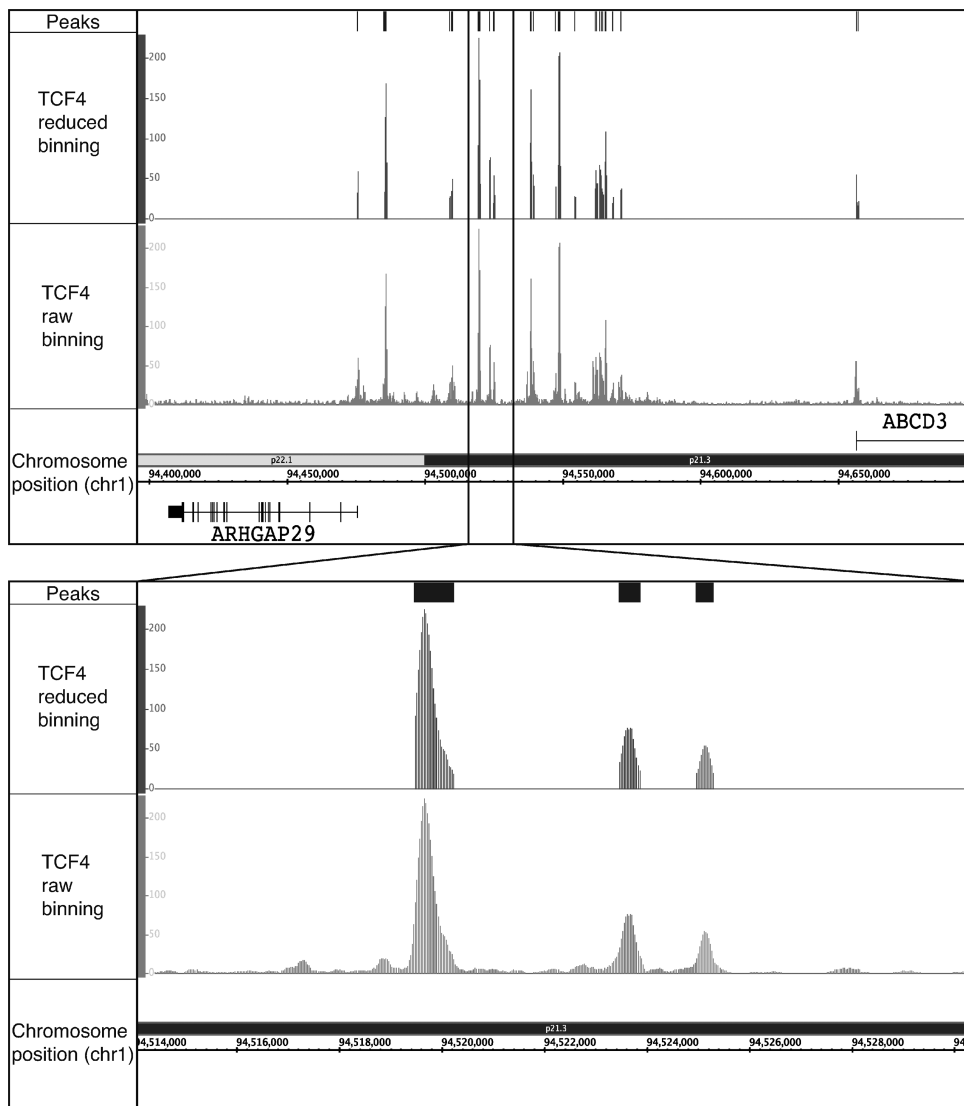 Peaks
TCF4
reduced
binning
200
150
100
50
0
TCF4
raw
binning
200
150
100
50
0
ABCD3
Chromosome
position (chr1)
p22.1
p21.3
94,400,000 94,450,000 94,500,000 94,550,000 94,600,000 94,650,000
ARHGAP29
Peaks
TCF4
reduced
binning
200
150
100
50
0
TCF4
raw
binning
200
150
100
50
0
Chromosome
position (chr1)
p21.3
94,514,000 94,516,000 94,518,000 94,520,000 94,522,000 94,524,000 94,526,000 94,528,000